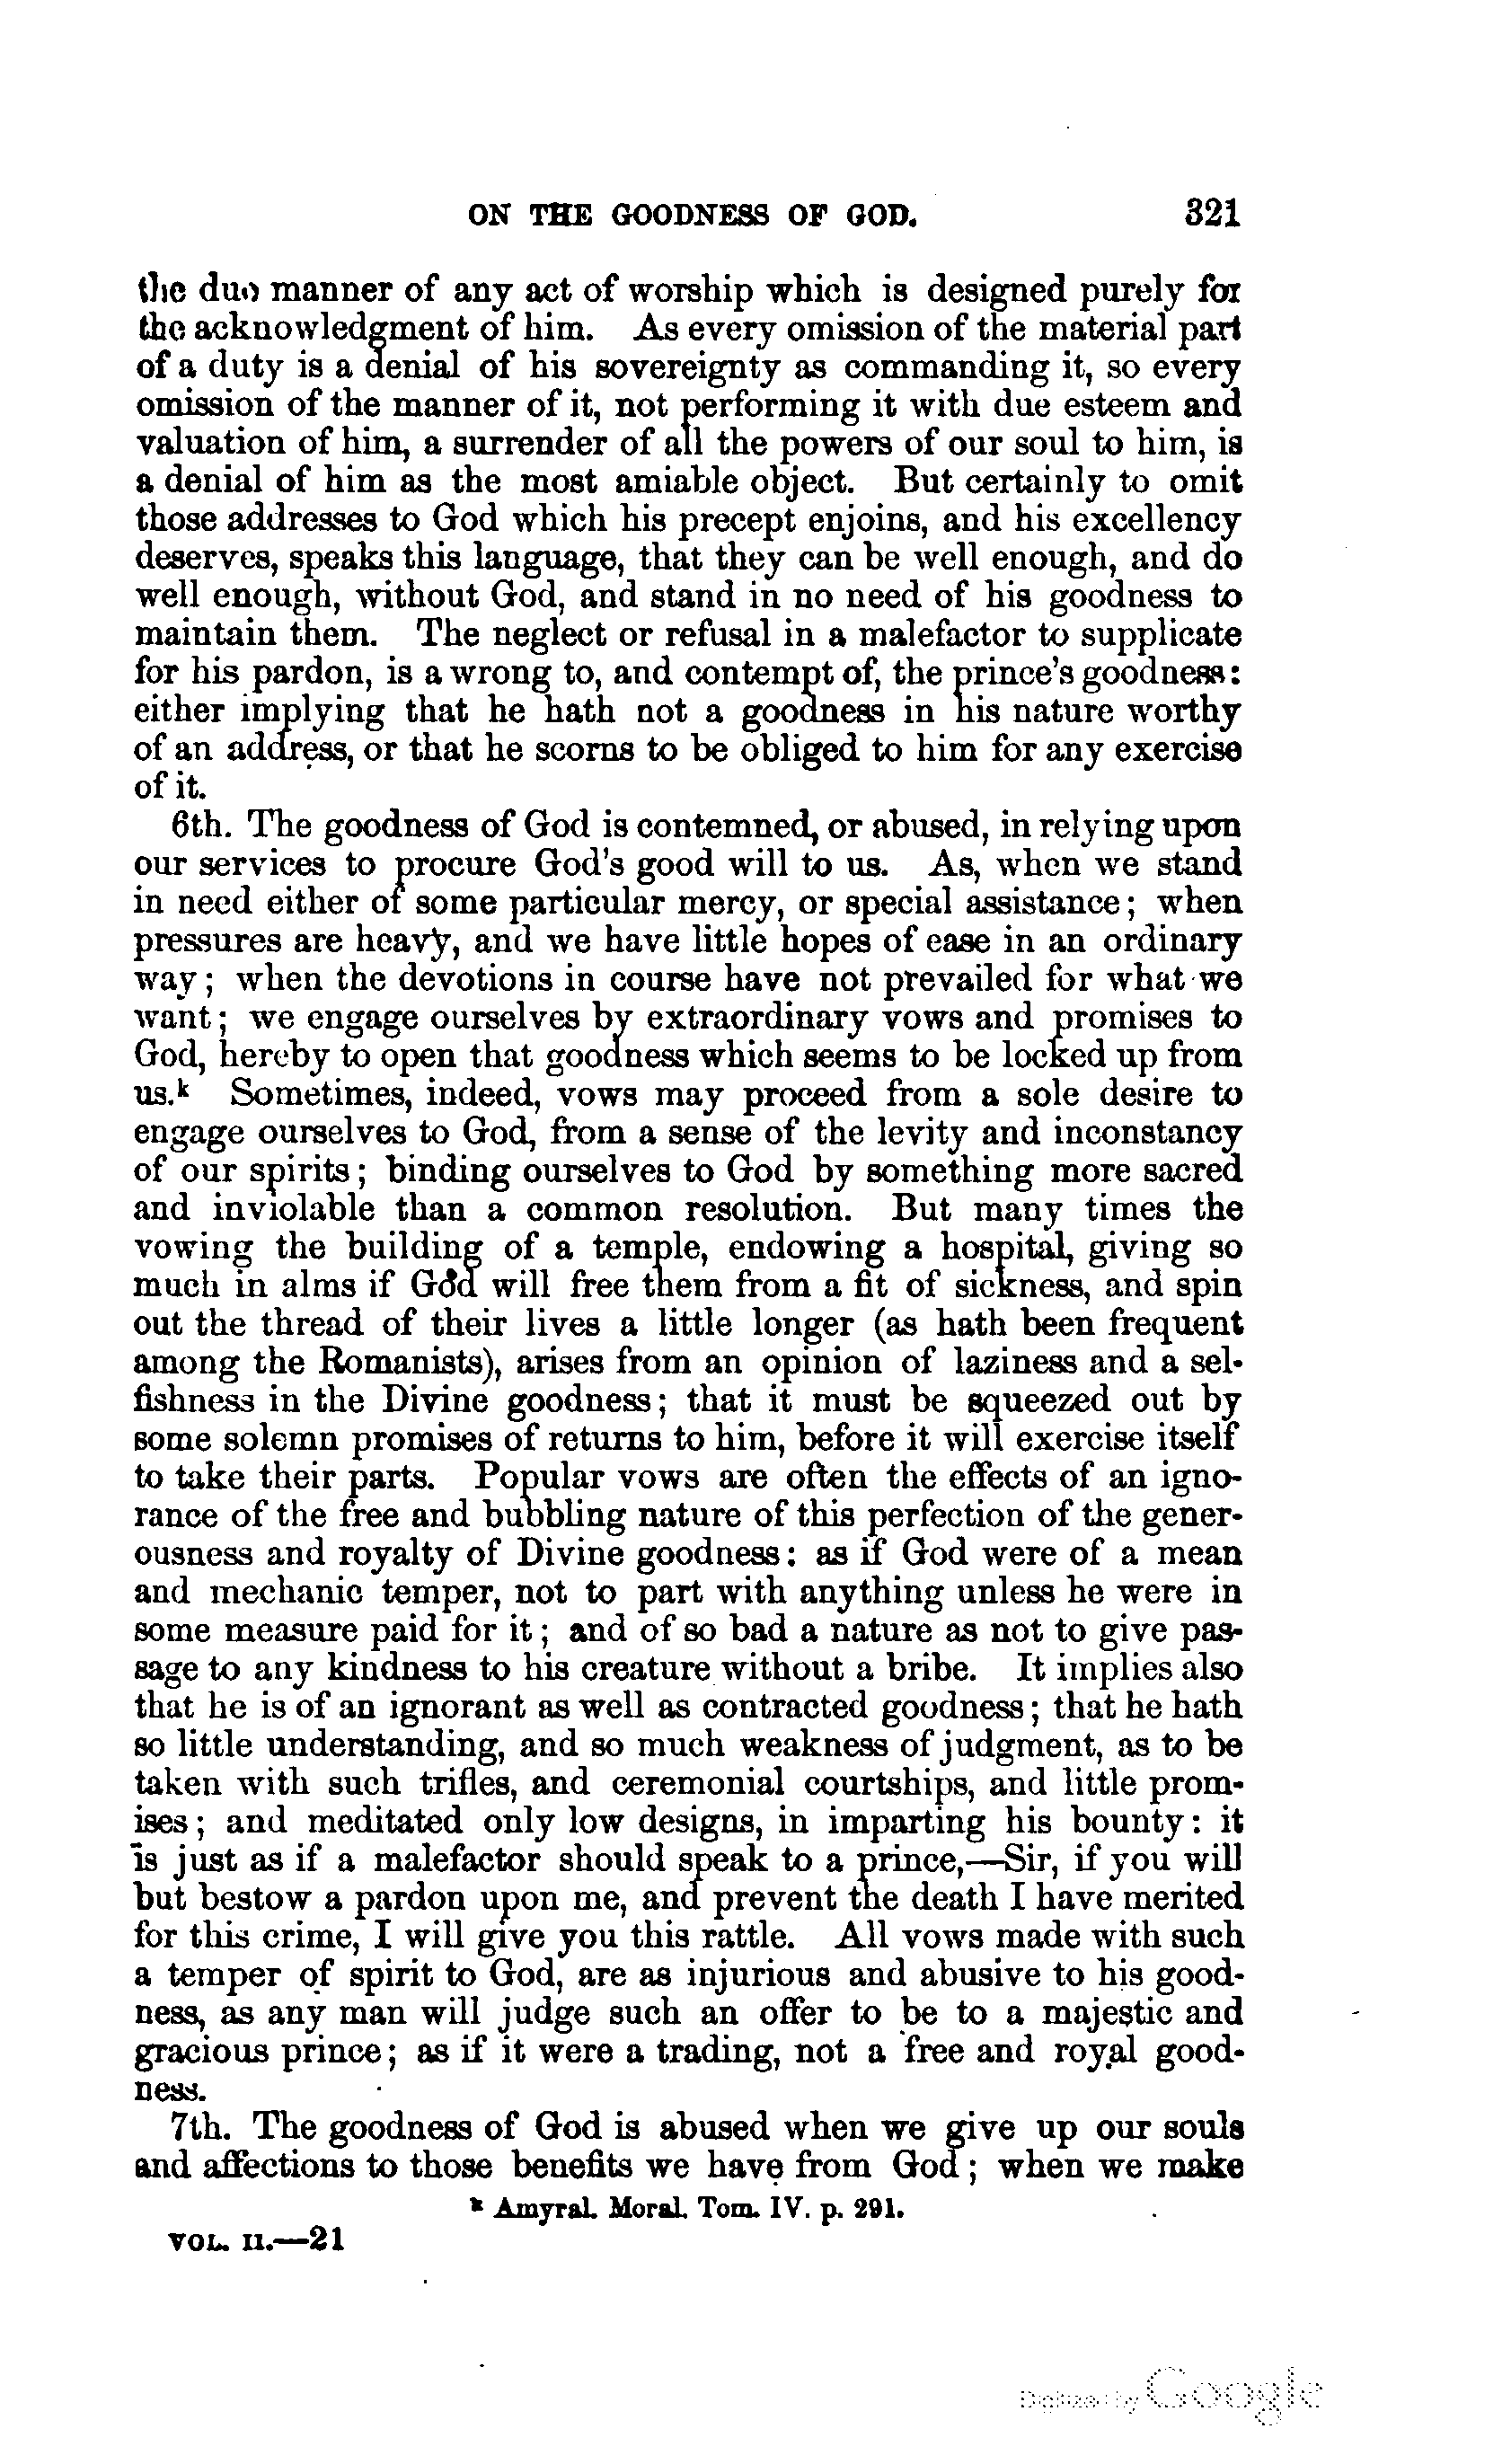 ON THE GOODNESS OF GOD. 321
the due manner of any act of worship which is designed purely for
the acknowledgment of him. As every omission of the material part
of a duty is a denial of his sovereignty as commanding it, so every
omission of the manner of it, not performing it with due esteem and
valuation of him, a surrender of all the powers of our soul to him, is
a denial of him as the most amiable object. But certainly to omit
those addresses to God which his precept enjoins, and his excellency
deserves, speaks this language, that they can be well enough, and do
well enough, without God, and stand in no need of his goodness to
maintain them. The neglect or refusal in a malefactor to supplicate
for his pardon, is a wrong to, and contempt of, the prince's goodness:
either implying that he hath not a goodness in his nature worthy
of an address, or that he scorns to be obliged to him for any exercise
of it.
6th. The goodness of God is contemned, or abused, in relying upon
our services to procure God's good will to us. As, when we stand
in need either of some particular mercy, or special assistance; when
pressures are heavy, and we have little hopes of ease in an ordinary
way; when the devotions in course have not prevailed for what we
want; we engage ourselves by extraordinary vows and promises to
God, hereby to open that goodness which seems to be locked up from
us.k Sometimes, indeed, vows may proceed from a sole desire to
engage ourselves to God, from a sense of the levity and inconstancy
of our spirits; binding ourselves to God by something more sacred
and inviolable than a common resolution. But many times the
vowing the building of a temple, endowing a hospital, giving so
much in alms if God will free them from a fit of sickness, and spin
out the thread of their lives a little longer (as hath been frequent
among the Romanists), arises from an opinion of laziness and a sel-
fishness in the Divine goodness; that it must be squeezed out by
some solemn promises of returns to him, before it will exercise itself
to take their parts. Popular vows are often the effects of an igno-
rance of the free and bubbling nature of this perfection of the gener-
ousness and royalty of Divine goodness: as if God were of a mean
and mechanic temper, not to part with anything unless he were in
some measure paid for it; and of so bad a nature as not to give pas-
sage to any kindness to his creature without a bribe. It implies also
that he is of an ignorant as well as contracted goodness; that he hath
so little understanding, and so much weakness of judgment, as to be
taken with such trifles, and ceremonial courtships, and little prom-
ises; and meditated only low designs, in imparting his bounty: it
is just as if a malefactor should speak to a prince,—Sir, if you will
but bestow a pardon upon me, and prevent the death I have merited
for this crime, I will give you this rattle. All vows made with such
a temper of spirit to God, are as injurious and abusive to his good-
ness, as any man will judge such an offer to be to a majestic and
gracious prince; as if it were a trading, not a free and royal good-
ness.
7th. The goodness of God is abused when we give up our souls
and affections to those benefits we have from God; when we make
k Amyral. Moral. Tom. IV. p. 291.
VOL. II.—21
Digitized by Google